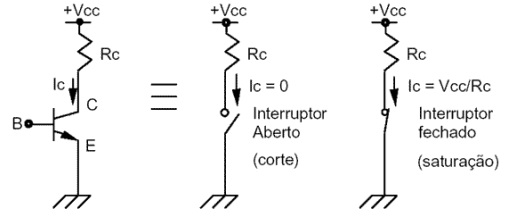 +Vcc
Rc
Ic
C
B
E
+Vcc
Rc
Ic = 0
Interruptor
Aberto
(corte)
+Vcc
Rc
Ic = Vcc/Rc
Interruptor
fechado
(saturação)